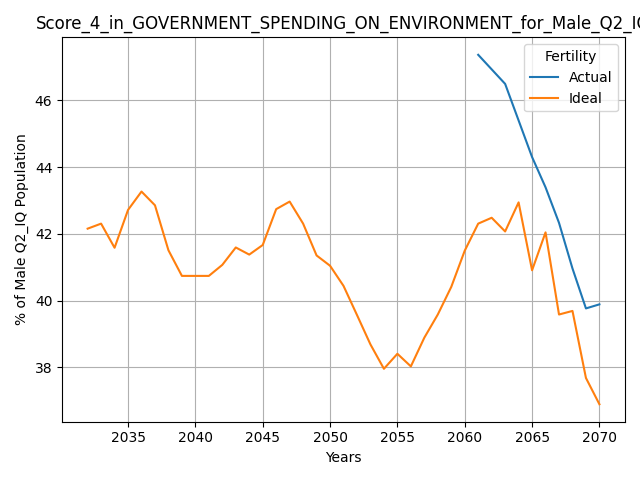 Score_4_in_GOVERNMENT_SPENDING_ON_ENVIRONMENT_for_Male_Q2_IQ
Fertility
Actual
Ideal
46
44
42
40
38
% of Male Q2_IQ Population
2035 2040 2045 2050 2055 2060 2065 2070
Years